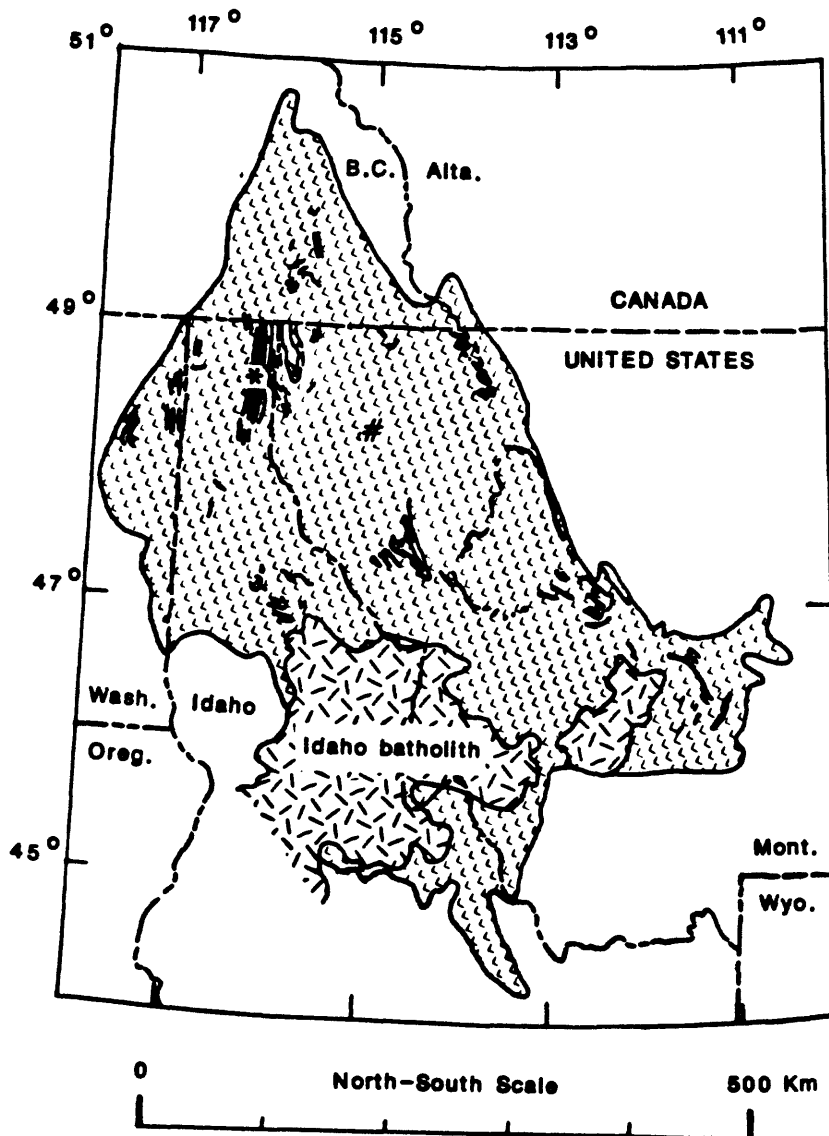 51° 117° 115° 113° 111°
B.C. Alta.
49°
CANADA
UNITED STATES
*
#
47°
Wash. Idaho
Oreg.
Idaho batholith
45°
Mont.
Wyo.
0 North-South Scale 500 Km